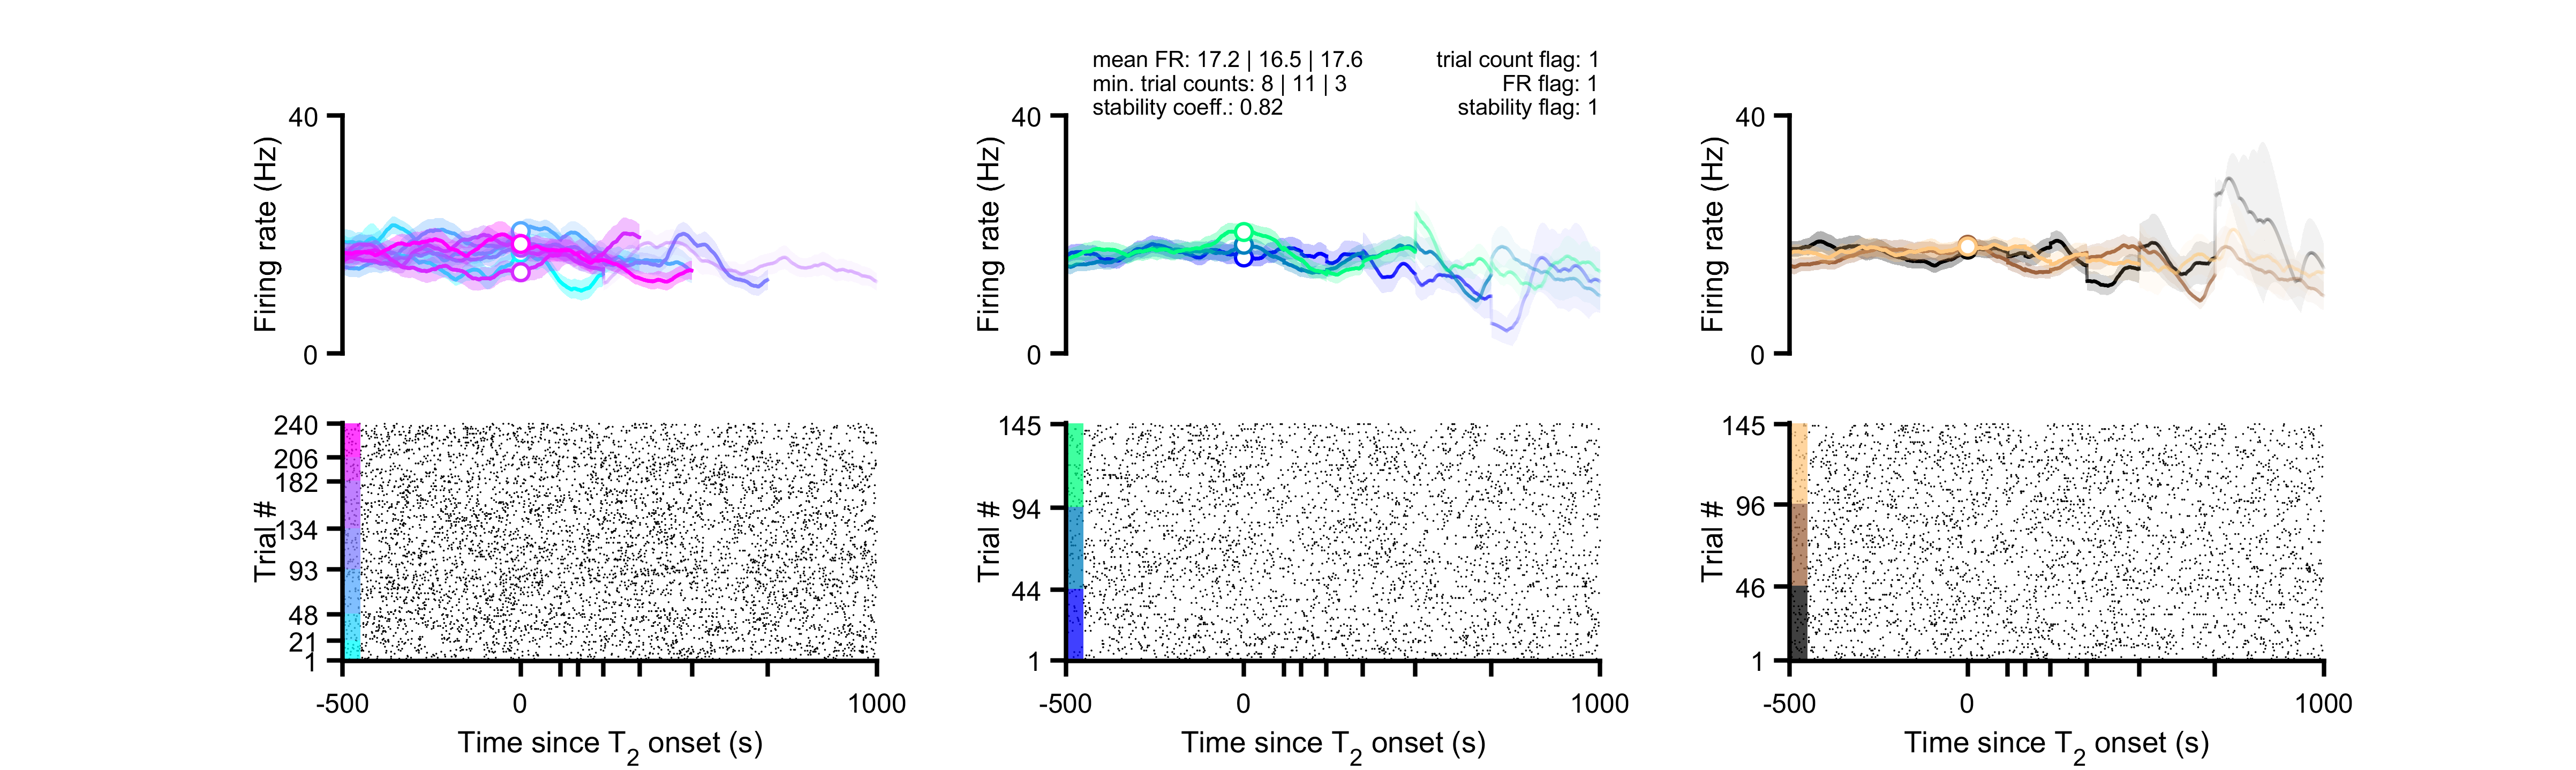 mean FR: 17.2 | 16.5 | 17.6
min. trial counts: 8 | 11 | 3
stability coeff.: 0.82
trial count flag: 1
FR flag: 1
stability flag: 1
40
Firing rate (Hz)
0
40
Firing rate (Hz)
0
40
Firing rate (Hz)
0
240
206
182
134
93
48
21
1
Trial #
-500
0
1000
Time since T2 onset (s)
145
94
44
1
Trial #
-500
0
1000
Time since T2 onset (s)
145
96
46
1
Trial #
-500
0
1000
Time since T2 onset (s)